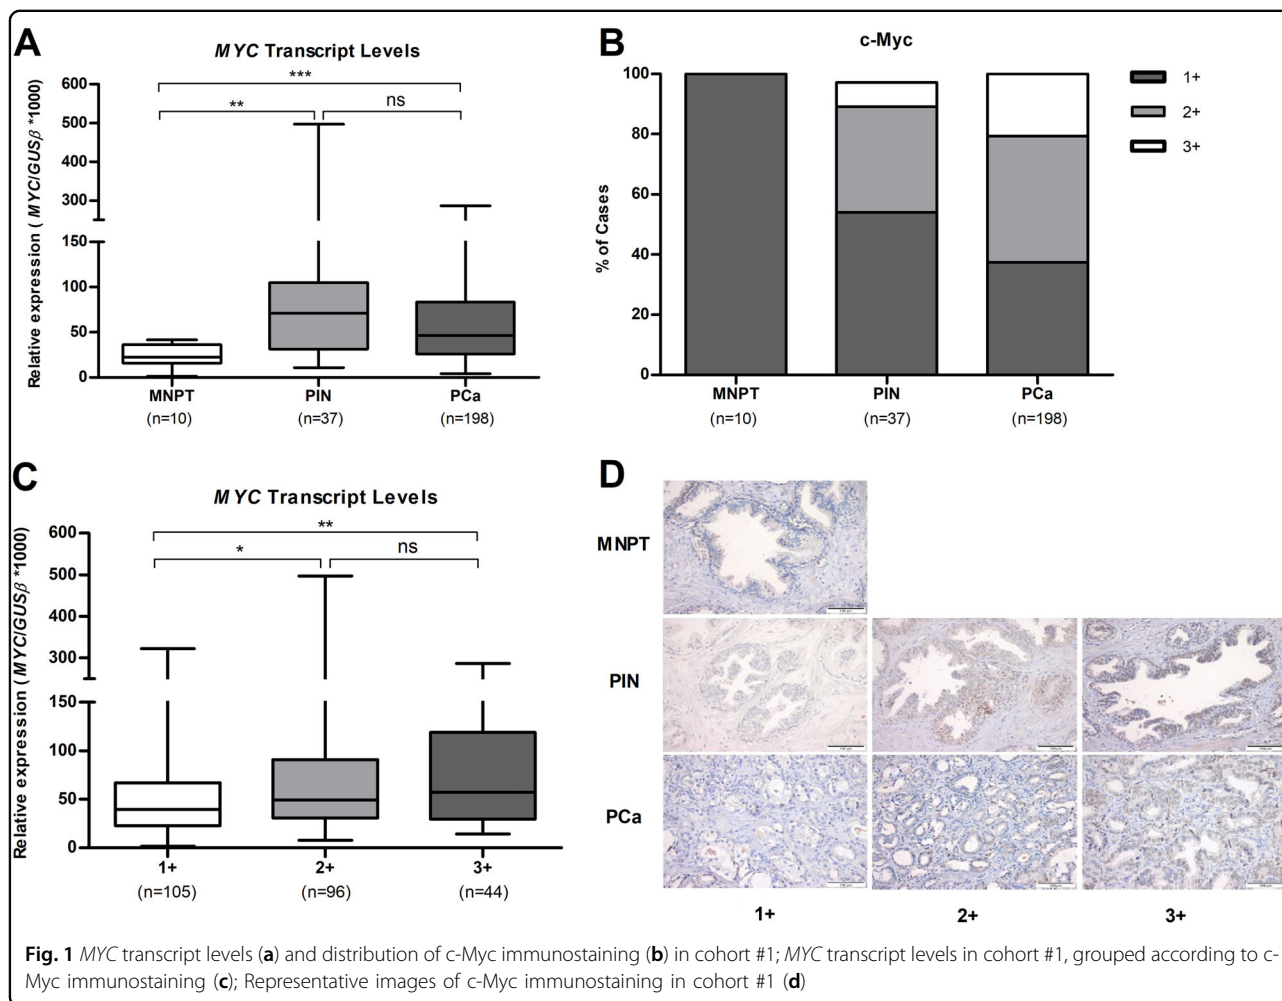 A
MYC Transcript Levels
Relative expression ( MYC/GUSβ *1000)
600
500
400
300
150
100
50
0
***
**
ns
MNPT
PIN
PCa
(n=10)
(n=37)
(n=198)
B
c-Myc
% of Cases
100
80
60
40
20
0
MNPT
PIN
PCa
(n=10)
(n=37)
(n=198)
1+
2+
3+
C
MYC Transcript Levels
Relative expression ( MYC/GUSβ *1000)
600
500
400
300
150
100
50
0
**
*
ns
1+
2+
3+
(n=105)
(n=96)
(n=44)
D
MNPT
PIN
PCa
1+
2+
3+
Fig. 1 MYC transcript levels (a) and distribution of c-Myc immunostaining (b) in cohort #1; MYC transcript levels in cohort #1, grouped according to c-
Myc immunostaining (c); Representative images of c-Myc immunostaining in cohort #1 (d)